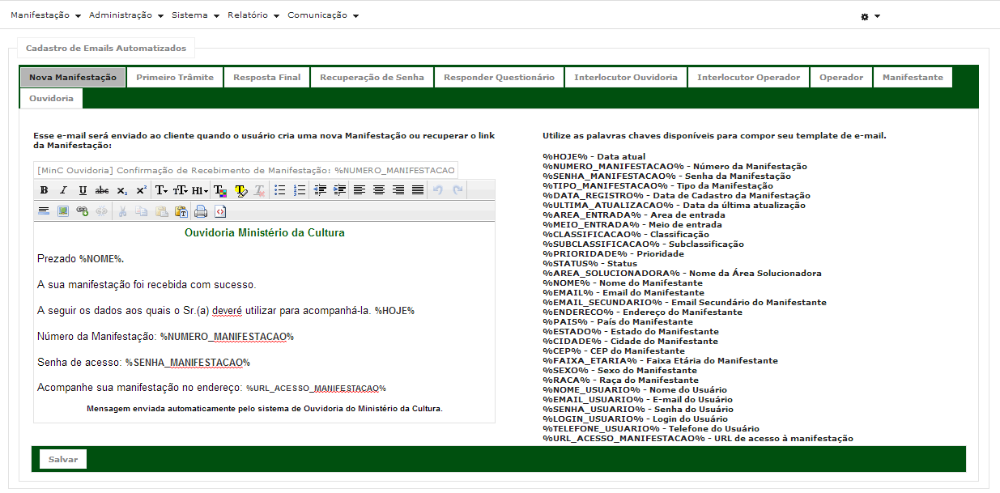 Manifestação Administração Sistema Relatório Comunicação
Cadastro de Emails Automatizados
Nova Manifestação Primeiro Trâmite Resposta Final Recuperação de Senha Responder Questionário Interlocutor Ouvidoria Interlocutor Operador Operador Manifestante
Ouvidoria
Esse e-mail será enviado ao cliente quando o usuário cria uma nova Manifestação ou recuperar o link
da Manifestação:
[MinC Ouvidoria] Confirmação de Recebimento de Manifestação: %NUMERO_MANIFESTACAO
B I U abc X₂ X² T TT H1 T T T
Ouvidoria Ministério da Cultura
Prezado %NOME%.
A sua manifestação foi recebida com sucesso.
A seguir os dados aos quais o Sr.(a) deveré utilizar para acompanhá-la. %HOJE%
Número da Manifestação: %NUMERO_MANIFESTACAO%
Senha de acesso: %SENHA_MANIFESTACAO%
Acompanhe sua manifestação no endereço: %URL_ACESSO_MANIFESTACAO%
Mensagem enviada automaticamente pelo sistema de Ouvidoria do Ministério da Cultura.
Utilize as palavras chaves disponíveis para compor seu template de e-mail.
%HOJE% - Data atual
%NUMERO_MANIFESTACAO% - Número da Manifestação
%SENHA_MANIFESTACAO% - Senha da Manifestação
%TIPO_MANIFESTACAO% - Tipo da Manifestação
%DATA_REGISTRO% - Data de Cadastro da Manifestação
%ULTIMA_ATUALIZACAO% - Data da última atualização
%AREA_ENTRADA% - Area de entrada
%MEIO_ENTRADA% - Meio de entrada
%CLASSIFICACAO% - Classificação
%SUBCLASSIFICACAO% - Subclassificação
%PRIORIDADE% - Prioridade
%STATUS% - Status
%AREA_SOLUCIONADORA% - Nome da Área Solucionadora
%NOME% - Nome do Manifestante
%EMAIL% - Email do Manifestante
%EMAIL_SECUNDARIO% - Email Secundário do Manifestante
%ENDERECO% - Endereço do Manifestante
%PAIS% - País do Manifestante
%ESTADO% - Estado do Manifestante
%CIDADE% - Cidade do Manifestante
%CEP% - CEP do Manifestante
%FAIXA_ETARIA% - Faixa Etária do Manifestante
%SEXO% - Sexo do Manifestante
%RACA% - Raça do Manifestante
%NOME_USUARIO% - Nome do Usuário
%EMAIL_USUARIO% - E-mail do Usuário
%SENHA_USUARIO% - Senha do Usuário
%LOGIN_USUARIO% - Login do Usuário
%TELEFONE_USUARIO% - Telefone do Usuário
%URL_ACESSO_MANIFESTACAO% - URL de acesso à manifestação
Salvar